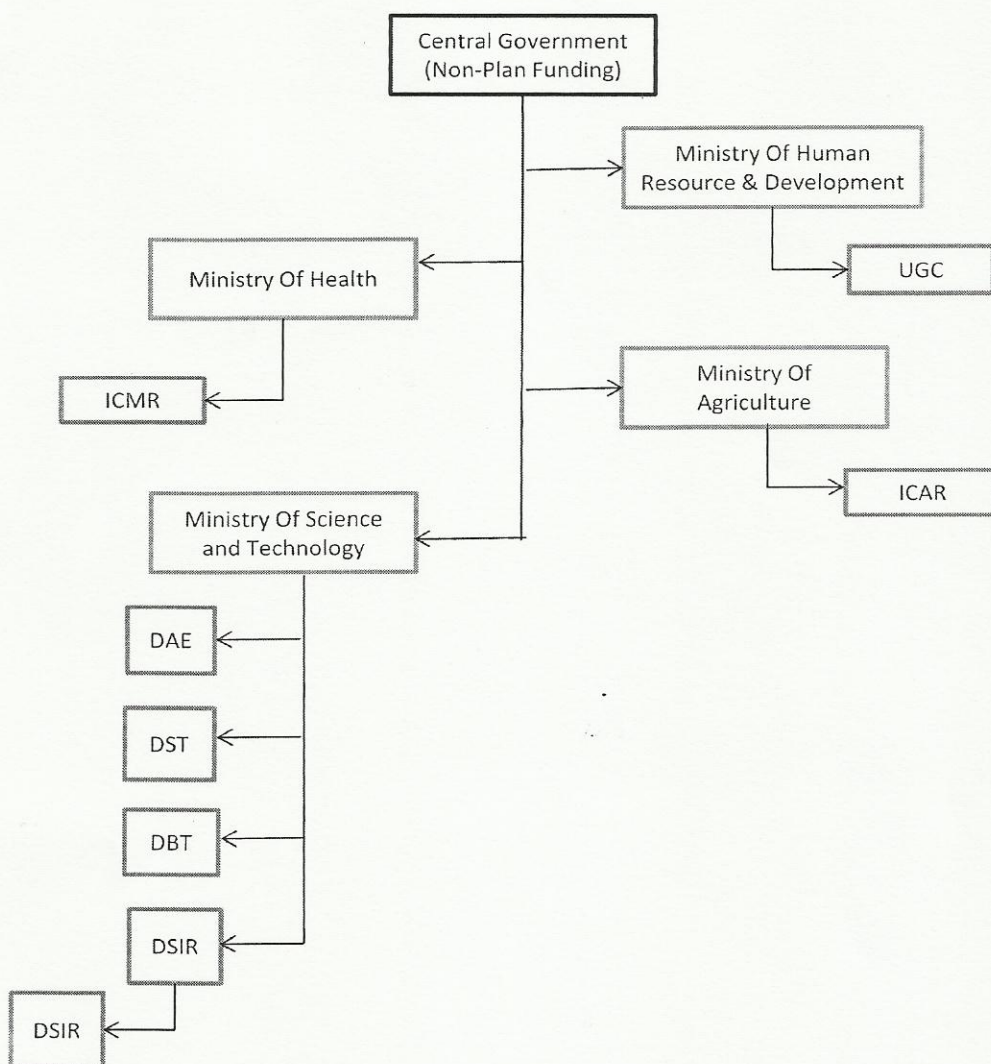 Central Government
(Non-Plan Funding)
Ministry Of Human
Resource & Development
UGC
Ministry Of Health
ICMR
Ministry Of
Agriculture
ICAR
Ministry Of Science
and Technology
DAE
DST
DBT
DSIR
DSIR